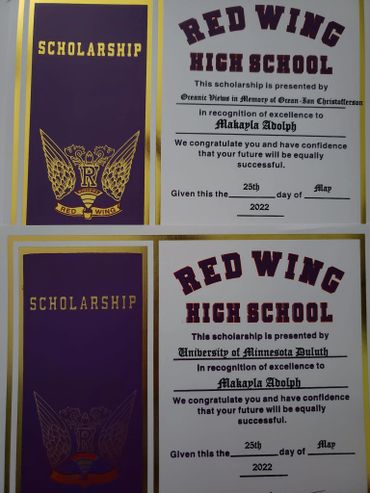 SCHOLARSHIP
R
RED WING
RED WING
HIGH SCHOOL
This scholarship is presented by
Oceanic Views in Memory of Ocean-Ian Christofferson
in recognition of excellence to
Makayla Adolph
We congratulate you and have confidence
that your future will be equally
successful.
Given this the 25th day of May
2022
SCHOLARSHIP
R
RED WING
HIGH SCHOOL
This scholarship is presented by
University of Minnesota Duluth
in recognition of excellence to
Makayla Adolph
We congratulate you and have confidence
that your future will be equally
successful.
Given this the 25th day of May
2022